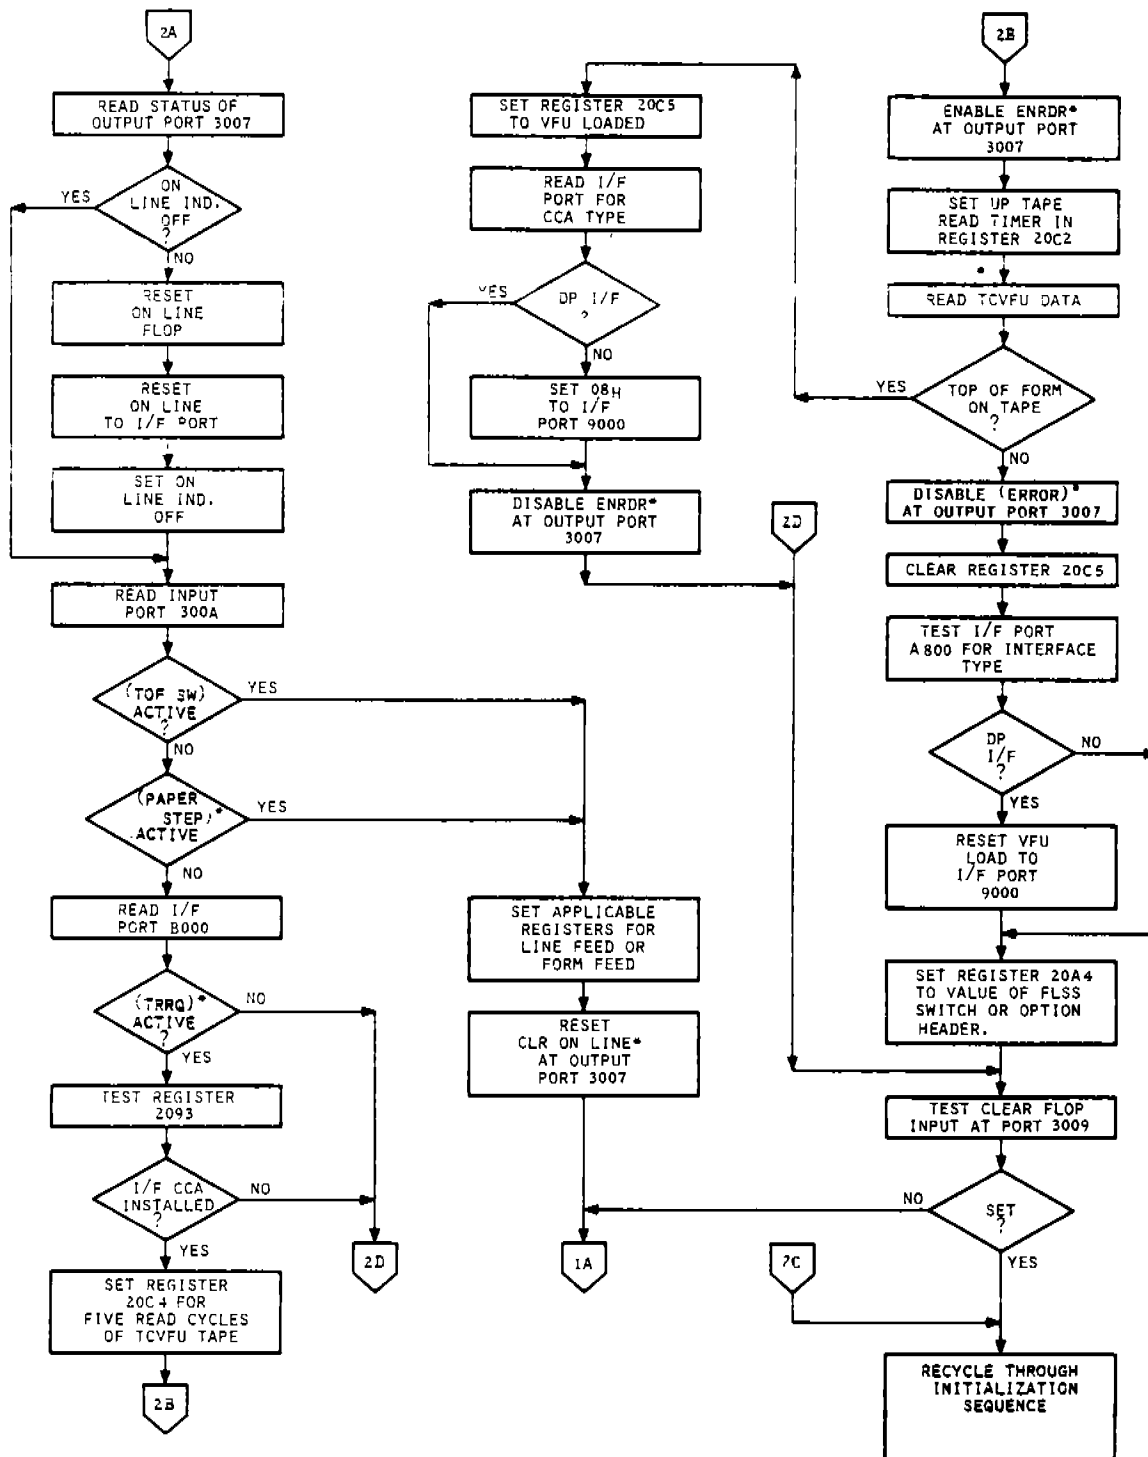 2A
READ STATUS OF
OUTPUT PORT 3007
ON
LINE IND.
OFF
?
YES
NO
RESET
ON LINE
FLOP
RESET
ON LINE
TO I/F PORT
SET ON
LINE IND.
OFF
READ INPUT
PORT 300A
(TOF SW)
ACTIVE
?
YES
NO
(PAPER
STEP)*
ACTIVE
YES
NO
READ I/F
PORT B000
(TRRQ)*
ACTIVE
?
NO
YES
TEST REGISTER
2093
I/F CCA
INSTALLED
?
NO
YES
SET REGISTER
20C4 FOR
FIVE READ CYCLES
OF TCVFU TAPE
2B
2D
SET REGISTER 20C5
TO VFU LOADED
READ I/F
PORT FOR
CCA TYPE
DP I/F
?
YES
NO
SET 08H
TO I/F
PORT 9000
DISABLE ENRDR*
AT OUTPUT PORT
3007
SET APPLICABLE
REGISTERS FOR
LINE FEED OR
FORM FEED
RESET
CLR ON LINE*
AT OUTPUT
PORT 3007
1A
2D
2C
2B
ENABLE ENRDR*
AT OUTPUT PORT
3007
SET UP TAPE
READ TIMER IN
REGISTER 20C2
READ TCVFU DATA
TOP OF FORM
ON TAPE
?
YES
NO
DISABLE (ERROR)*
AT OUTPUT PORT 3007
CLEAR REGISTER 20C5
TEST I/F PORT
A800 FOR INTERFACE
TYPE
DP
I/F
?
NO
YES
RESET VFU
LOAD TO
I/F PORT
9000
SET REGISTER 20A4
TO VALUE OF FLSS
SWITCH OR OPTION
HEADER.
TEST CLEAR FLOP
INPUT AT PORT 3009
SET
?
NO
YES
RECYCLE THROUGH
INITIALIZATION
SEQUENCE